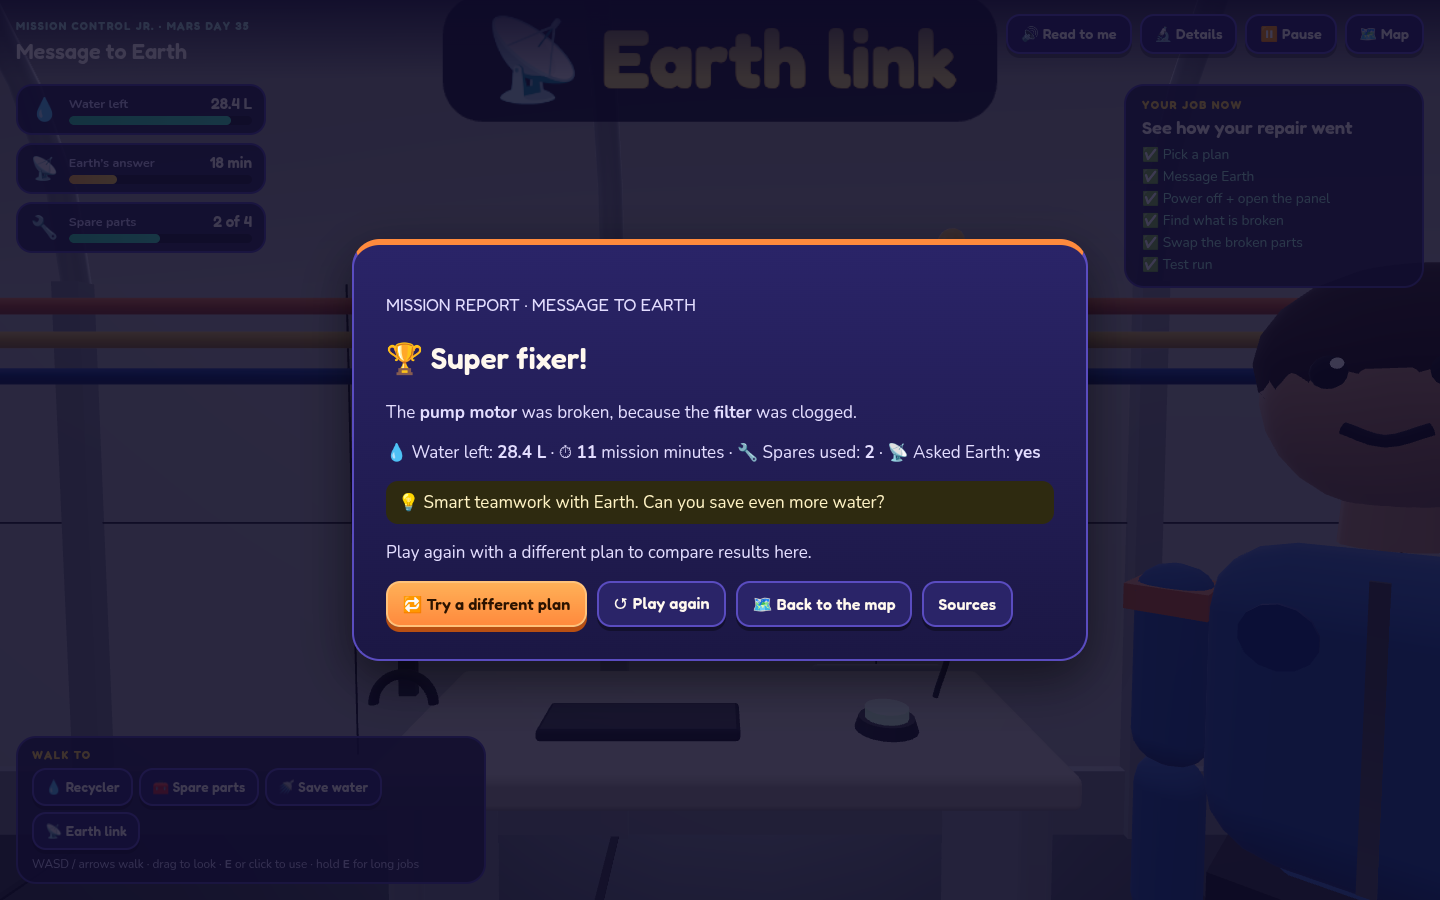 MISSION CONTROL JR. · MARS DAY 35
Message to Earth
Water left 28.4 L
Earth's answer 18 min
Spare parts 2 of 4
Earth link
Read to me
Details
Pause
Map
YOUR JOB NOW
See how your repair went
Pick a plan
Message Earth
Power off + open the panel
Find what is broken
Swap the broken parts
Test run
MISSION REPORT · MESSAGE TO EARTH
🏆 Super fixer!
The pump motor was broken, because the filter was clogged.
💧 Water left: 28.4 L · ⏱ 11 mission minutes · 🔧 Spares used: 2 · 📡 Asked Earth: yes
💡 Smart teamwork with Earth. Can you save even more water?
Play again with a different plan to compare results here.
🔁 Try a different plan
↺ Play again
🗺️ Back to the map
Sources
WALK TO
Recycler
Spare parts
Save water
Earth link
WASD / arrows walk · drag to look · E or click to use · hold E for long jobs